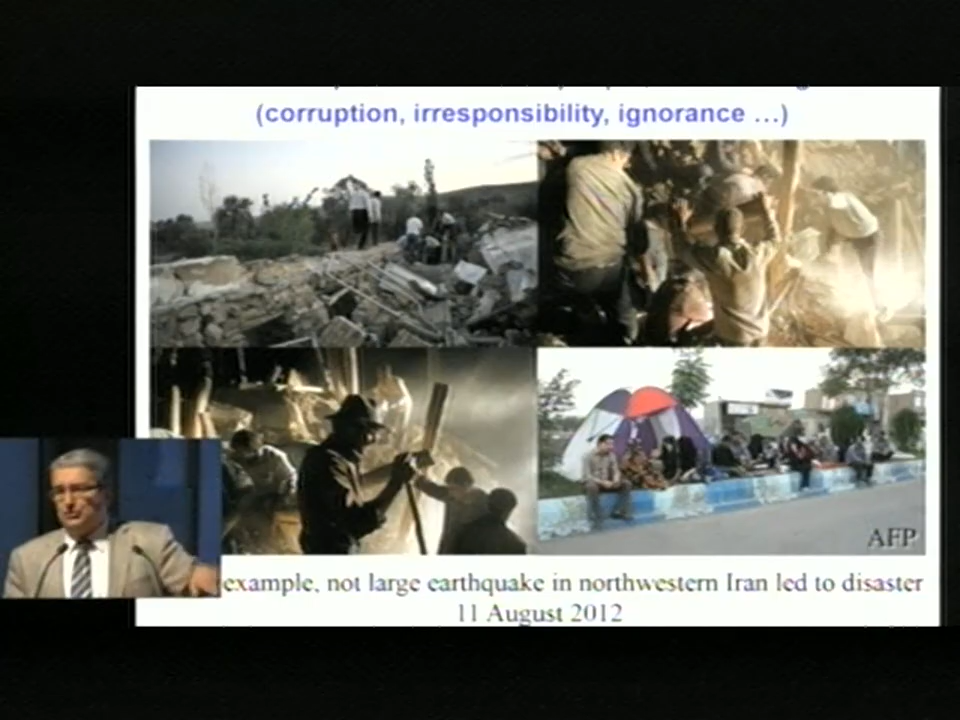 (corruption, irresponsibility, ignorance …)
AFP
example, not large earthquake in northwestern Iran led to disaster
11 August 2012